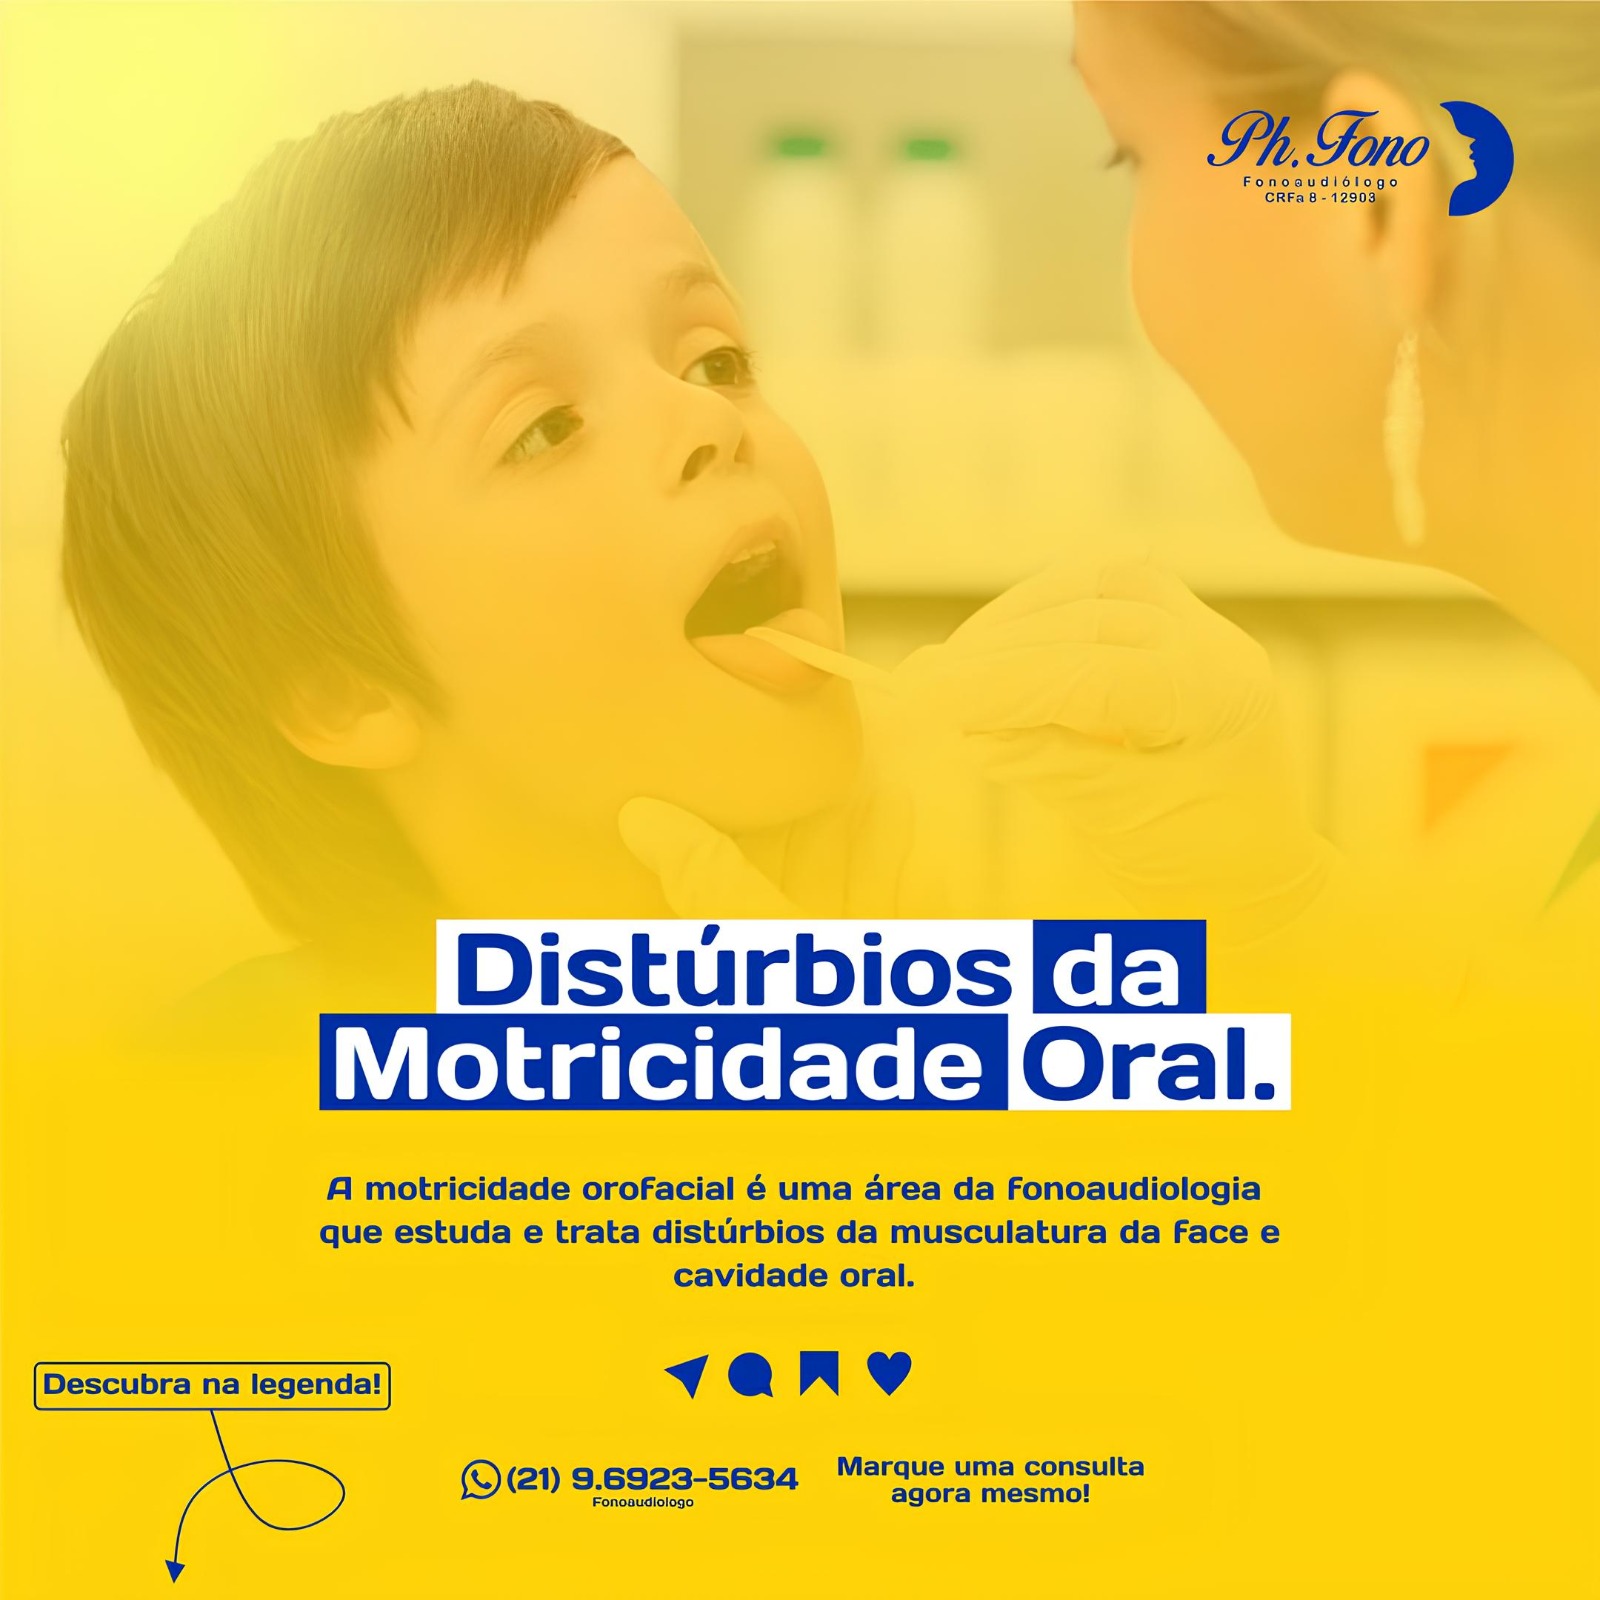 Ph. Fono
Fonoaudiólogo
CRFa 8 - 12903
Distúrbios da
Motricidade Oral.
A motricidade orofacial é uma área da fonoaudiologia
que estuda e trata distúrbios da musculatura da face e
cavidade oral.
Descubra na legenda!
(21) 9.6923-5634
Fonoaudiologo
Marque uma consulta
agora mesmo!